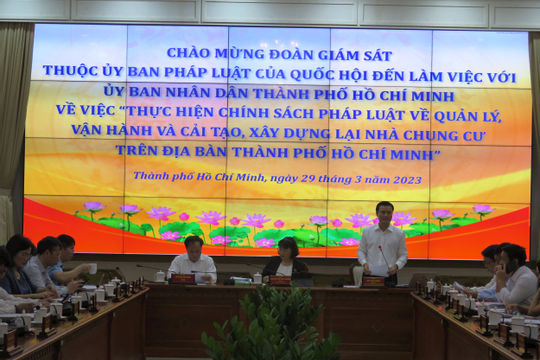 CHÀO MỪNG ĐOÀN GIÁM SÁT
THUỘC ỦY BAN PHÁP LUẬT CỦA QUỐC HỘI ĐẾN LÀM VIỆC VỚI
ỦY BAN NHÂN DÂN THÀNH PHỐ HỒ CHÍ MINH
VỀ VIỆC “THỰC HIỆN CHÍNH SÁCH PHÁP LUẬT VỀ QUẢN LÝ,
VẬN HÀNH VÀ CẢI TẠO, XÂY DỰNG LẠI NHÀ CHUNG CƯ
TRÊN ĐỊA BÀN THÀNH PHỐ HỒ CHÍ MINH”
Thành phố Hồ Chí Minh, ngày 29 tháng 3 năm 2023